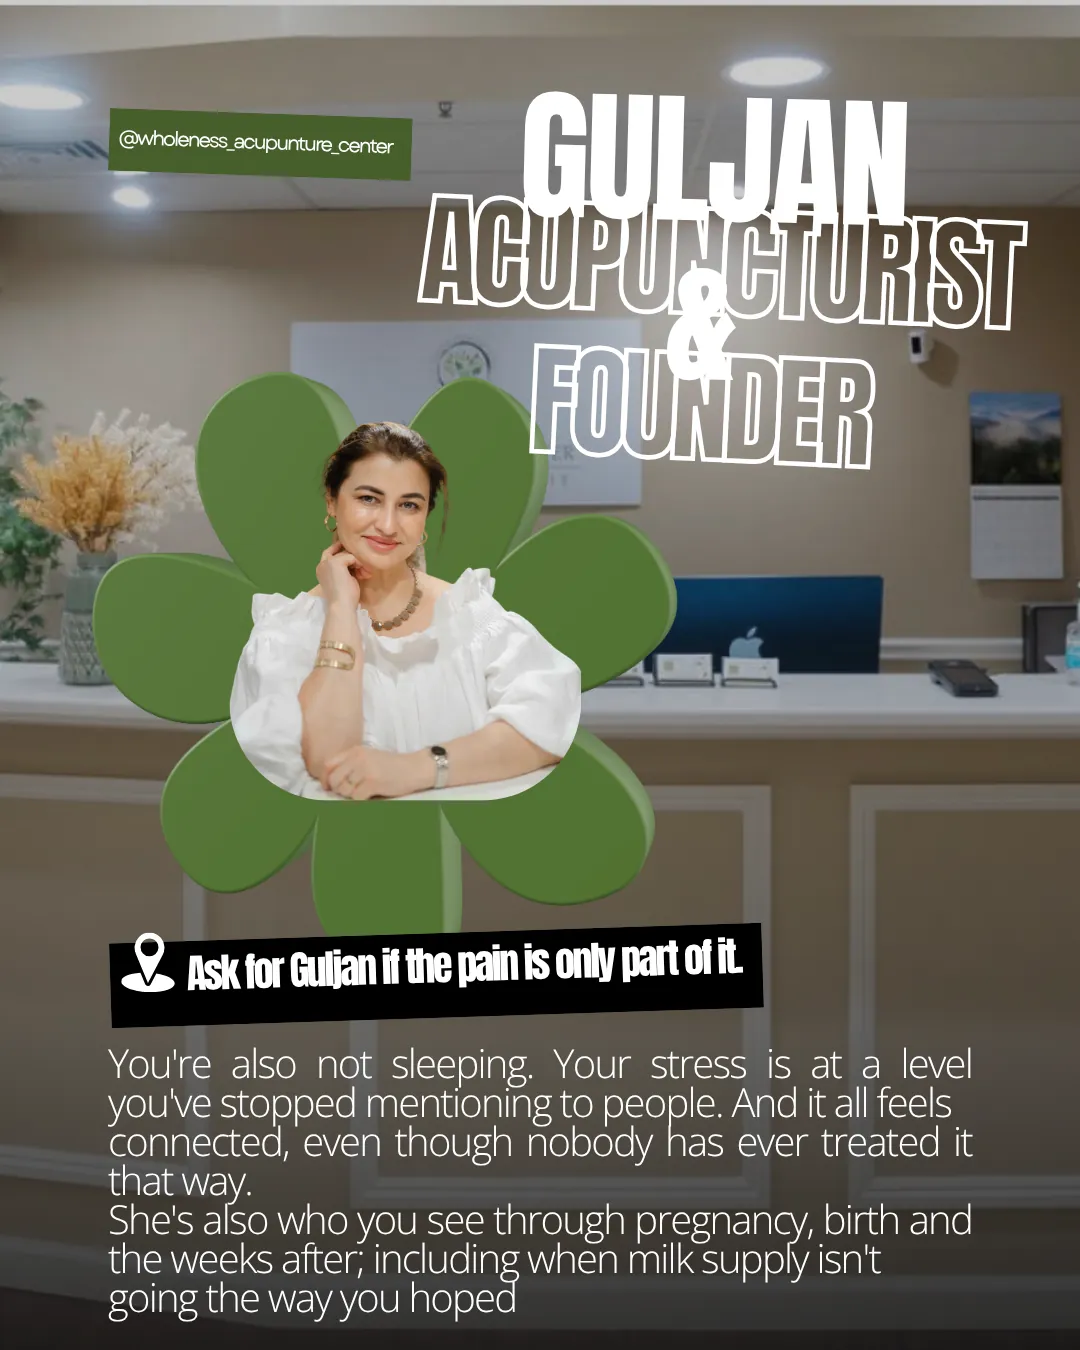 @wholeness_acupunture_center
GULJAN
ACUPUNCTURIST
&
FOUNDER
Ask for Guljan if the pain is only part of it.
You're also not sleeping. Your stress is at a level
you've stopped mentioning to people. And it all feels
connected, even though nobody has ever treated it
that way.
She's also who you see through pregnancy, birth and
the weeks after; including when milk supply isn't
going the way you hoped